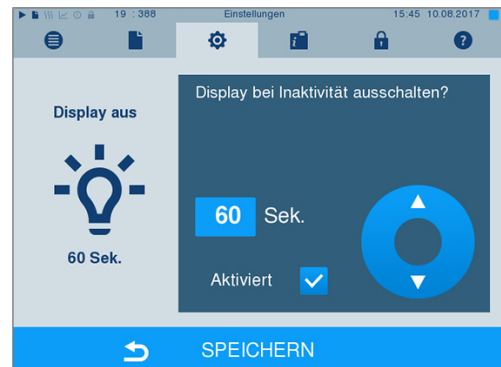 19 : 388 Einstellungen 15:45 10.08.2017
Display aus
60 Sek.
Display bei Inaktivität ausschalten?
60 Sek.
Aktiviert
SPEICHERN